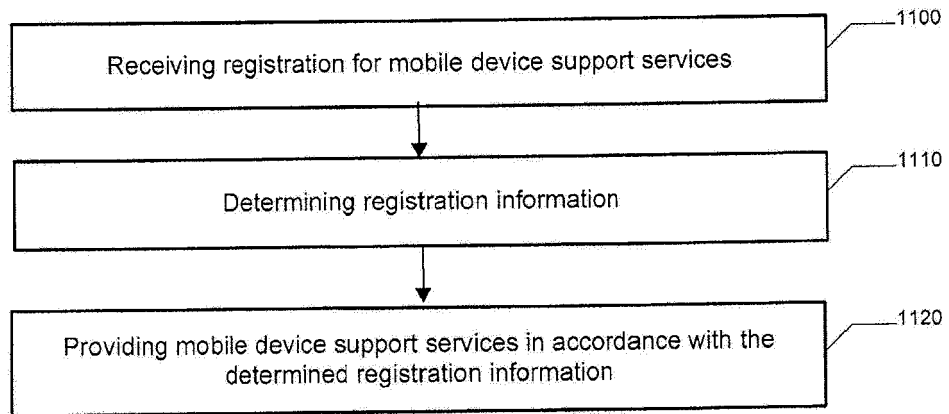 1100
Receiving registration for mobile device support services
1110
Determining registration information
1120
Providing mobile device support services in accordance with the
determined registration information